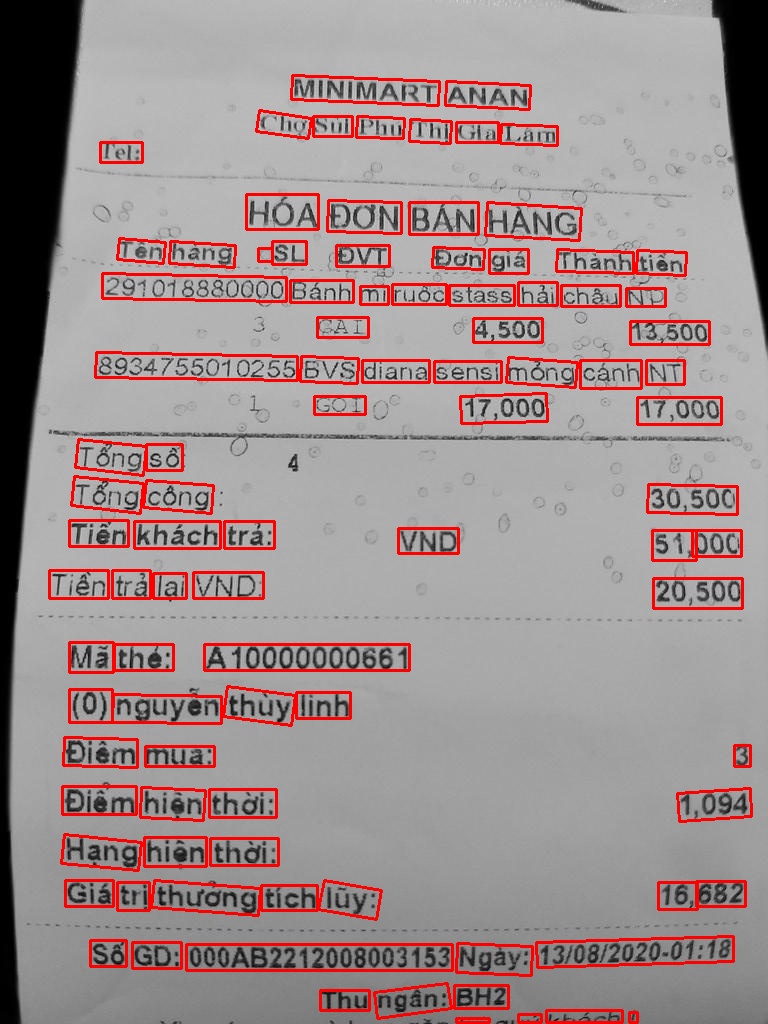 MINIMART ANAN
Chợ Sủi Phú Thị Gia Lâm
Tel:
HÓA ĐƠN BÁN HÀNG
Tên hàng SL ĐVT Đơn giá Thành tiền
291018880000 Bánh mì ruốc stass hải châu NT
3 CAI 4,500 13,500
8934755010255 BVS diana sensi mỏng cánh NT
1 GOI 17,000 17,000
Tổng số 4
Tổng cộng : 30,500
Tiền khách trả: VND 51,000
Tiền trả lại VND: 20,500
Mã thẻ: A10000000661
(0) nguyễn thùy linh
Điểm mua: 3
Điểm hiện thời: 1,094
Hạng hiện thời:
Giá trị thưởng tích lũy: 16,682
Số GD: 000AB2212008003153 Ngày: 13/08/2020-01:18
Thu ngân: BH2